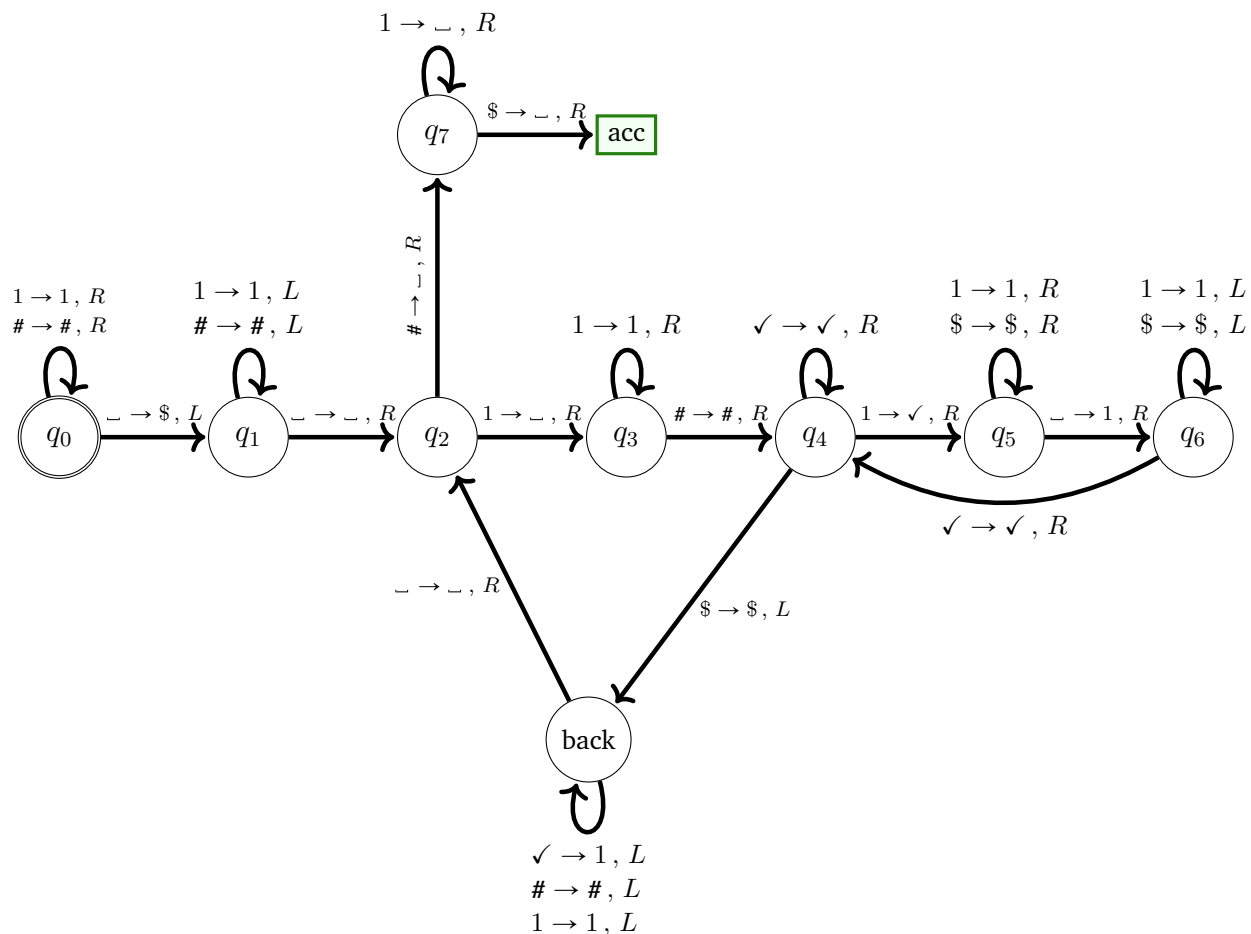 1 → ␣ , R
$ → ␣ , R
q7
acc
# → ␣ , R
1 → 1 , R
# → # , R
1 → 1 , L
# → # , L
1 → 1 , R
✓ → ✓ , R
1 → 1 , R
$ → $ , R
1 → 1 , L
$ → $ , L
q0
␣ → $ , L
q1
␣ → ␣ , R
q2
1 → ␣ , R
q3
# → # , R
q4
1 → ✓ , R
q5
␣ → 1 , R
q6
✓ → ✓ , R
␣ → ␣ , R
$ → $ , L
back
✓ → 1 , L
# → # , L
1 → 1 , L